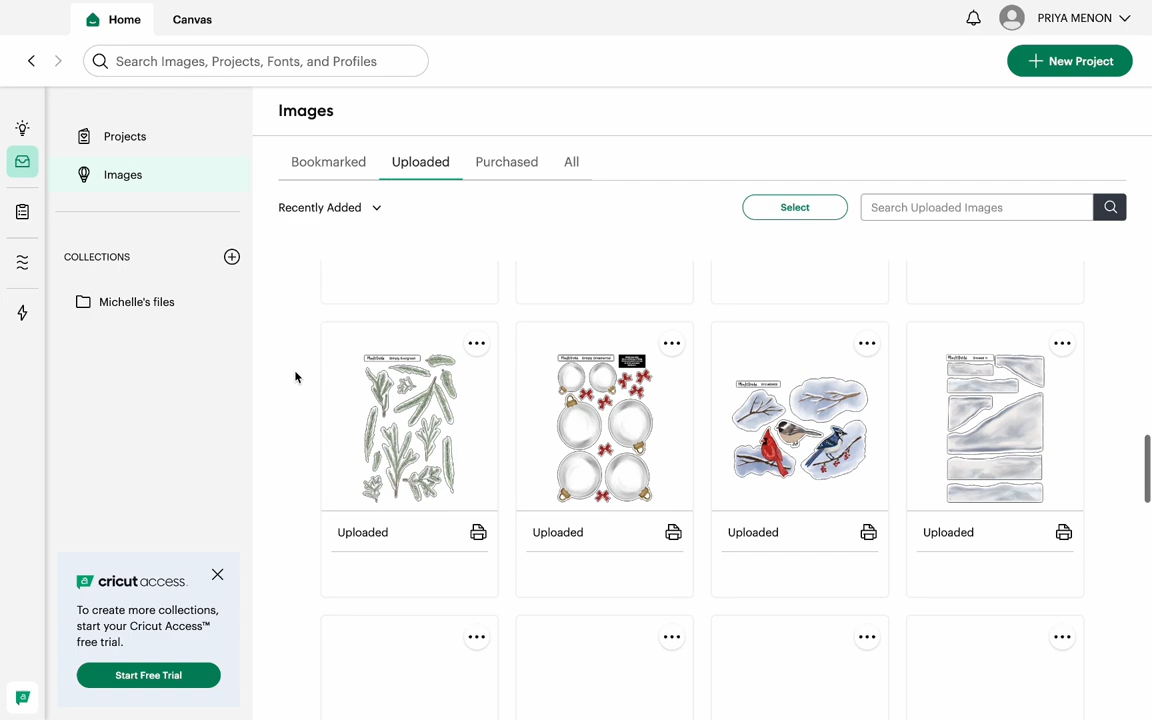 Home
Canvas
PRIYA MENON
Search Images, Projects, Fonts, and Profiles
New Project
Projects
Images
COLLECTIONS
Michelle's files
cricut access.
To create more collections,
start your Cricut Access™
free trial.
Start Free Trial
Images
Bookmarked
Uploaded
Purchased
All
Recently Added
Select
Search Uploaded Images
Uploaded
Uploaded
Uploaded
Uploaded